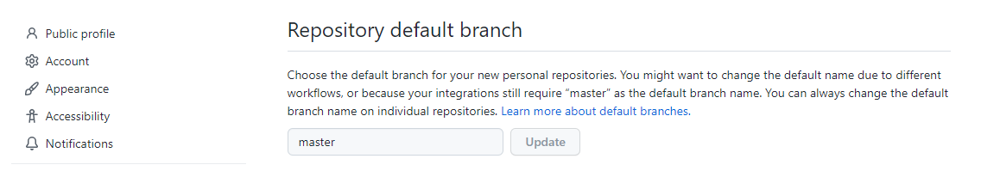 Public profile
Account
Appearance
Accessibility
Notifications
Repository default branch
Choose the default branch for your new personal repositories. You might want to change the default name due to different
workflows, or because your integrations still require “master” as the default branch name. You can always change the default
branch name on individual repositories. Learn more about default branches.
master
Update